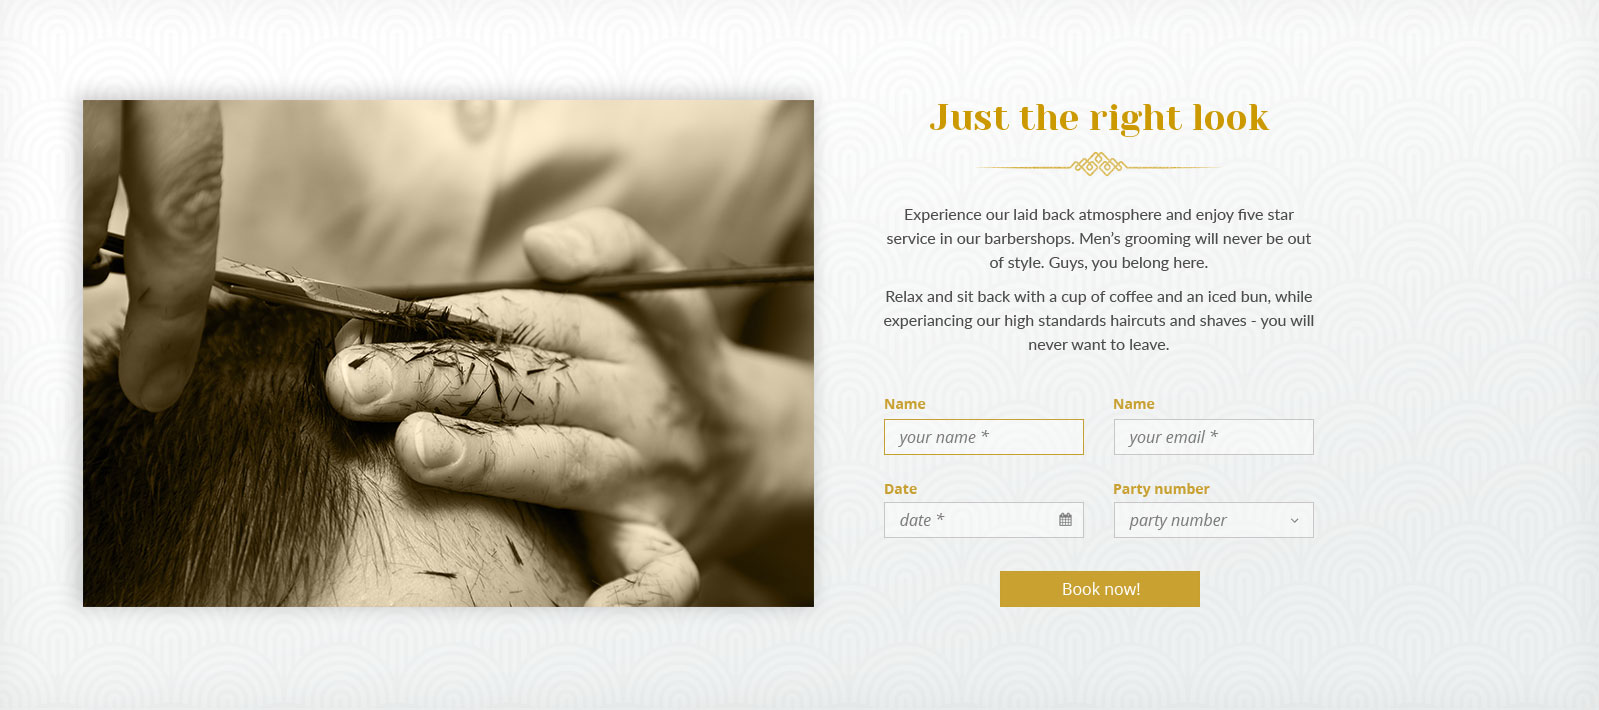 Just the right look
Experience our laid back atmosphere and enjoy five star
service in our barbershops. Men’s grooming will never be out
of style. Guys, you belong here.
Relax and sit back with a cup of coffee and an iced bun, while
experiancing our high standards haircuts and shaves - you will
never want to leave.
Name Name
your name * your email *
Date Party number
date * party number
Book now!